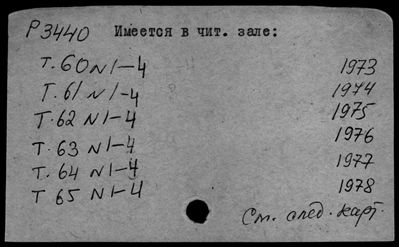 Р3440 Имеется в чит. зале:
Т. 60 N 1–4 1973
Т. 61 N 1–4 1974
Т. 62 N 1–4 1975
Т. 63 N 1–4 1976
Т. 64 N 1–4 1977
Т 65 N 1–4 1978
См. след. карт.